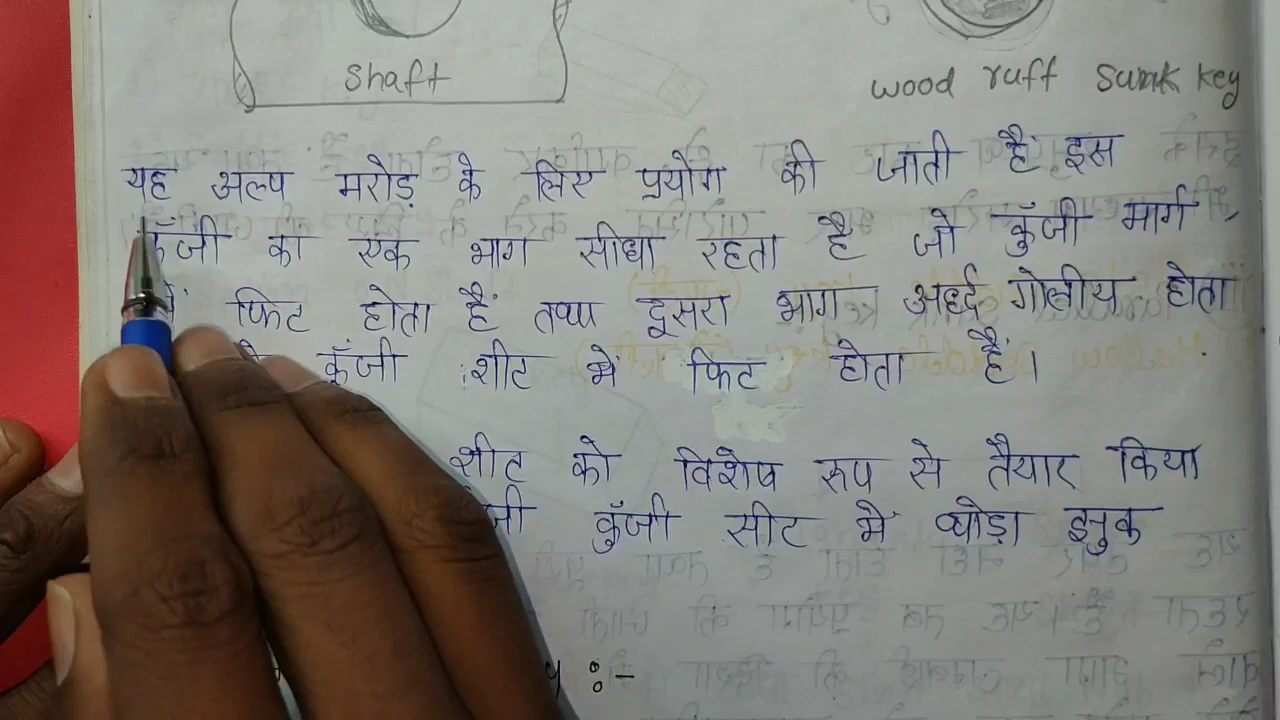 shaft
wood ruff Sunk key
यह अल्प मरोड़ के लिए प्रयोग की जाती है इस
कुँजी का एक भाग सीधा रहता है जो कुँजी मार्ग
में फिट होता है तथा दूसरा भाग अर्ध्द गोलीय होता
कुँजी शीट में फिट होता है।
शीट को विशेष रूप से तैयार किया
कुँजी सीट में थोड़ा झुक
:-